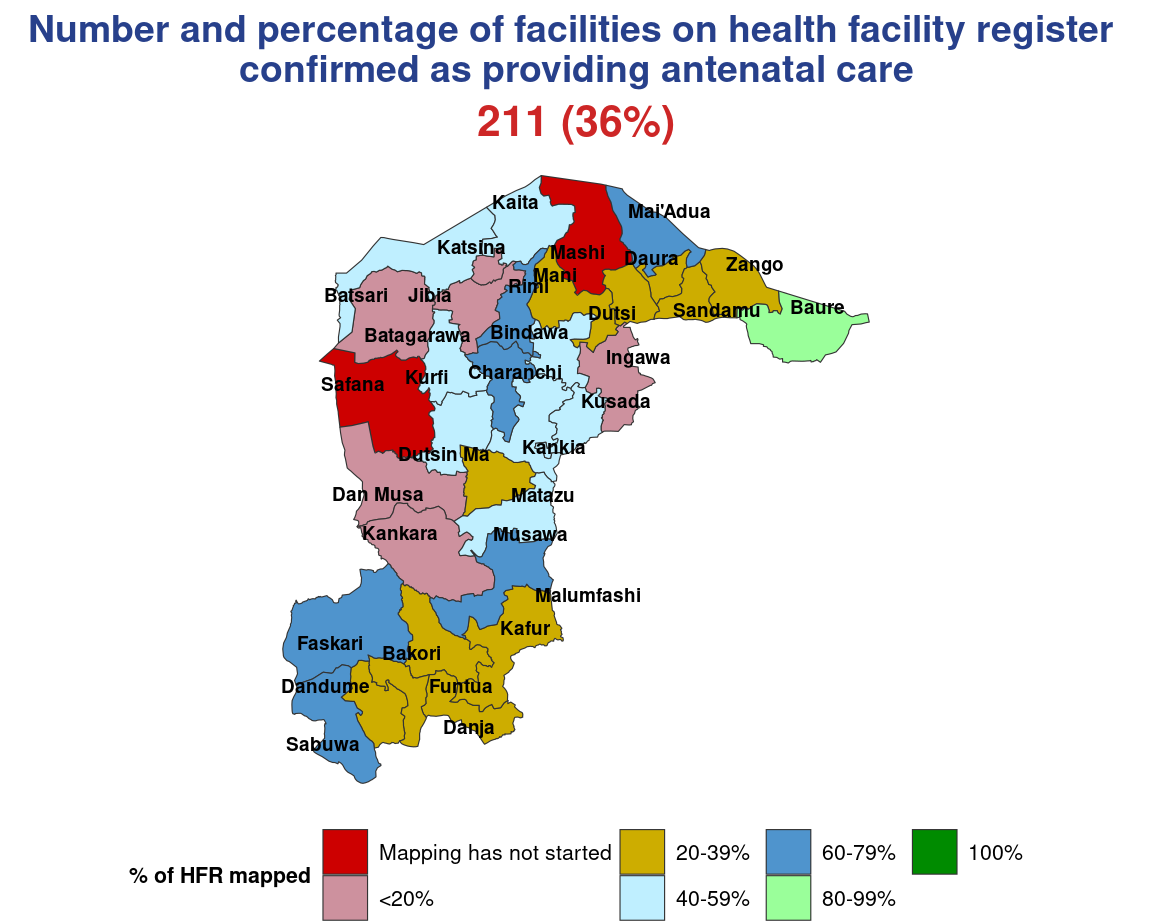 Number and percentage of facilities on health facility register
confirmed as providing antenatal care
211 (36%)
Kaita
Mai'Adua
Katsina
Mashi
Daura
Zango
Mani
Rimi
Batsari
Jibia
Baure
Sandamu
Dutsi
Batagarawa
Bindawa
Ingawa
Charanchi
Kurfi
Safana
Kusada
Kankia
Dutsin Ma
Dan Musa
Matazu
Kankara
Musawa
Malumfashi
Kafur
Faskari
Bakori
Dandume
Funtua
Danja
Sabuwa
% of HFR mapped
Mapping has not started
<20%
20-39%
40-59%
60-79%
80-99%
100%